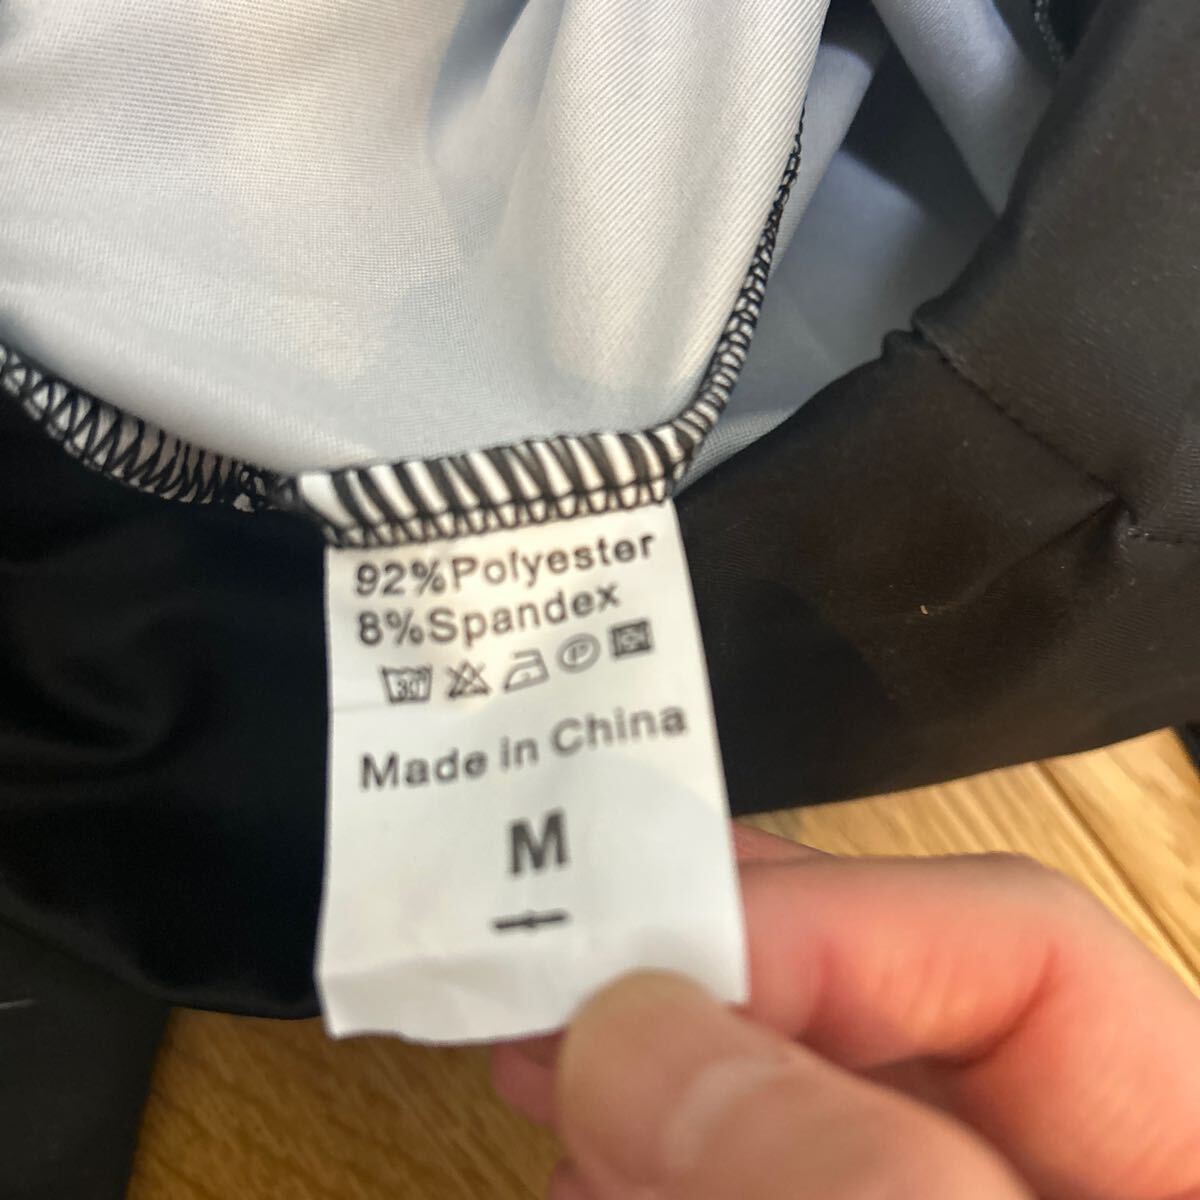 92%Polyester
8%Spandex
30
P
Made in China
M